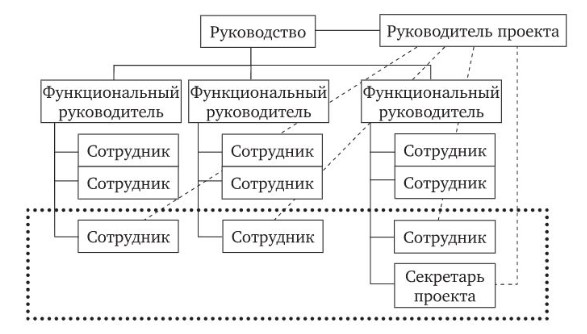 Руководство
Руководитель проекта
Функциональный
руководитель
Функциональный
руководитель
Функциональный
руководитель
Сотрудник
Сотрудник
Сотрудник
Сотрудник
Сотрудник
Сотрудник
Сотрудник
Сотрудник
Сотрудник
Секретарь
проекта